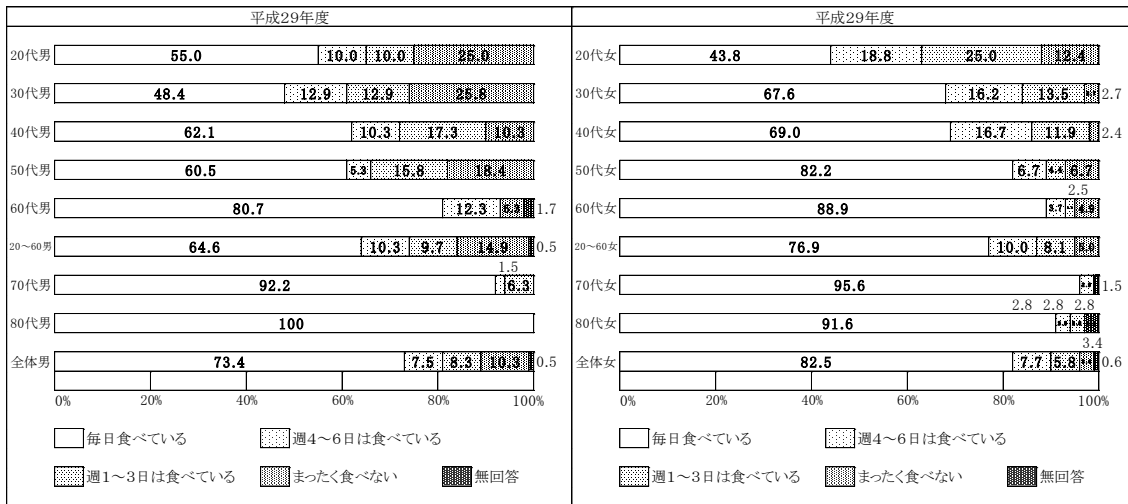 平成29年度
20代男 55.0 10.0 10.0 25.0
30代男 48.4 12.9 12.9 25.8
40代男 62.1 10.3 17.3 10.3
50代男 60.5 5.3 15.8 18.4
60代男 80.7 12.3 5.3 1.7
20～60男 64.6 10.3 9.7 14.9 0.5
1.5
70代男 92.2 6.3
80代男 100
全体男 73.4 7.5 8.3 10.3 0.5
0% 20% 40% 60% 80% 100%
毎日食べている 週4～6日は食べている
週1～3日は食べている まったく食べない 無回答
平成29年度
20代女 43.8 18.8 25.0 12.4
30代女 67.6 16.2 13.5 2.7
40代女 69.0 16.7 11.9 2.4
50代女 82.2 6.7 4.4 6.7
2.5
60代女 88.9 3.7 4.9
20～60女 76.9 10.0 8.1 5.0
70代女 95.6 1.5
2.8 2.8 2.8
80代女 91.6
3.4
全体女 82.5 7.7 5.8 0.6
0% 20% 40% 60% 80% 100%
毎日食べている 週4～6日は食べている
週1～3日は食べている まったく食べない 無回答